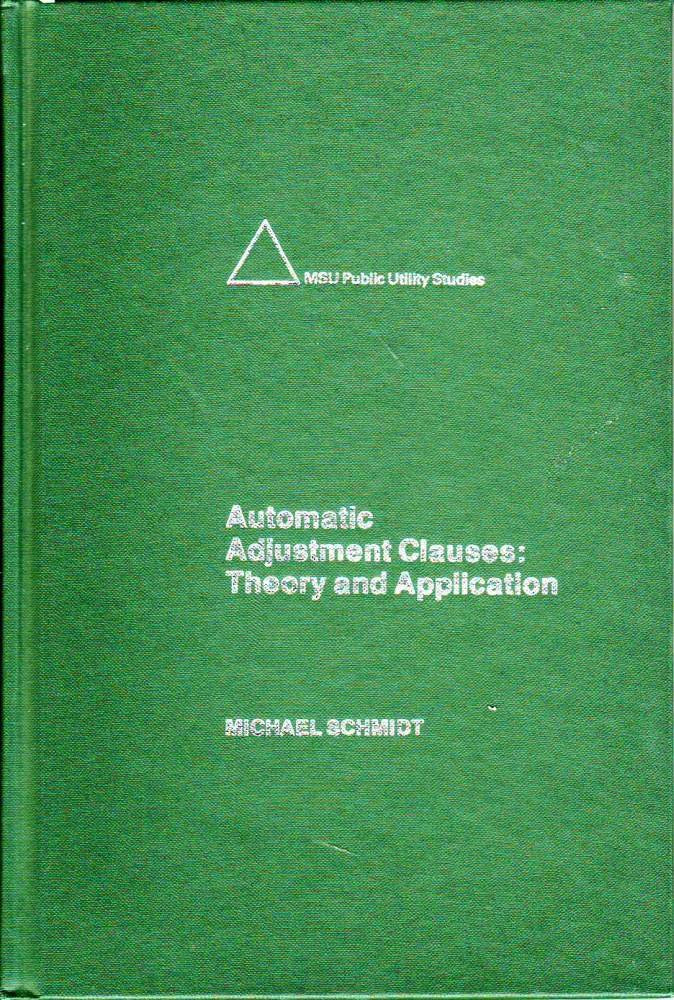 MSU Public Utility Studies
Automatic
Adjustment Clauses:
Theory and Application
MICHAEL SCHMIDT